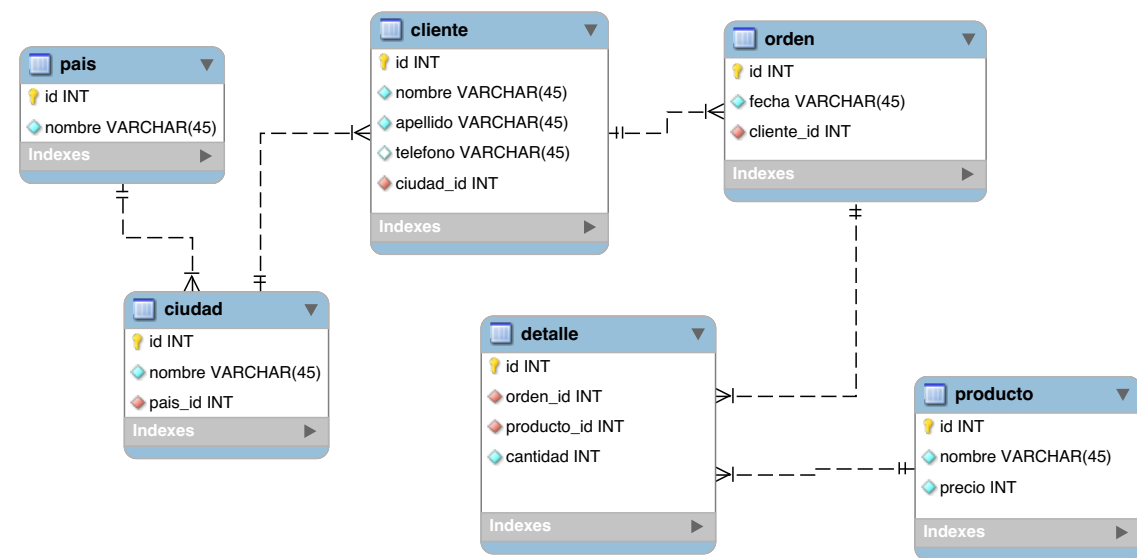 pais
id INT
nombre VARCHAR(45)
Indexes
cliente
id INT
nombre VARCHAR(45)
apellido VARCHAR(45)
telefono VARCHAR(45)
ciudad_id INT
Indexes
orden
id INT
fecha VARCHAR(45)
cliente_id INT
Indexes
ciudad
id INT
nombre VARCHAR(45)
pais_id INT
Indexes
detalle
id INT
orden_id INT
producto_id INT
cantidad INT
Indexes
producto
id INT
nombre VARCHAR(45)
precio INT
Indexes